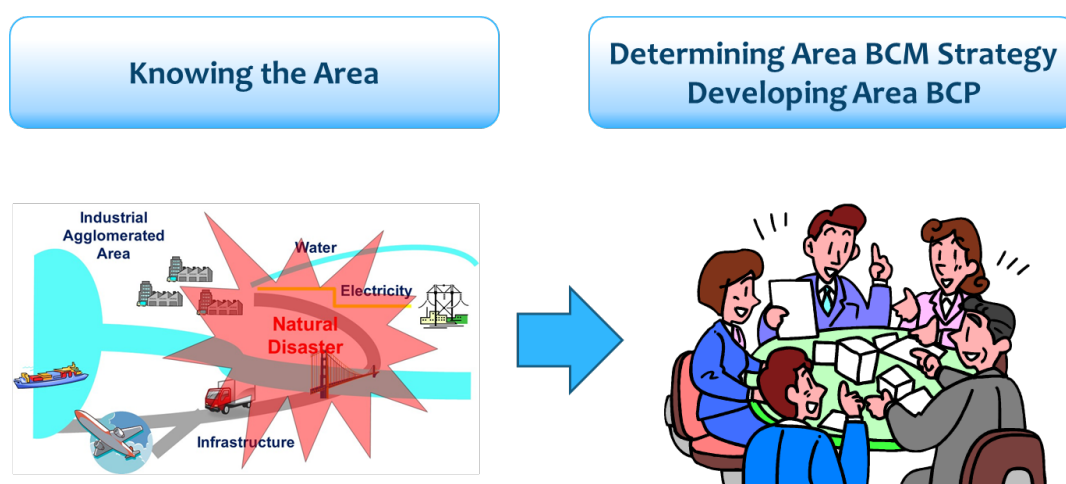 Knowing the Area
Determining Area BCM Strategy
Developing Area BCP
Industrial
Agglomerated
Area
Water
Electricity
Natural
Disaster
Infrastructure